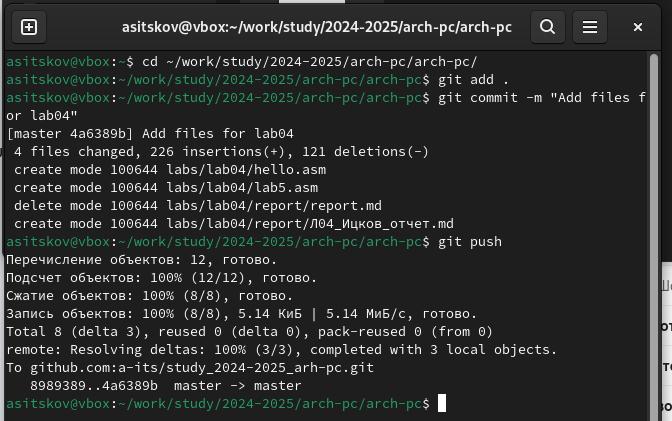 asitskov@vbox:~/work/study/2024-2025/arch-pc/arch-pc
asitskov@vbox:~$ cd ~/work/study/2024-2025/arch-pc/arch-pc/
asitskov@vbox:~/work/study/2024-2025/arch-pc/arch-pc$ git add .
asitskov@vbox:~/work/study/2024-2025/arch-pc/arch-pc$ git commit -m "Add files f
or lab04"
[master 4a6389b] Add files for lab04
 4 files changed, 226 insertions(+), 121 deletions(-)
 create mode 100644 labs/lab04/hello.asm
 create mode 100644 labs/lab04/lab5.asm
 delete mode 100644 labs/lab04/report/report.md
 create mode 100644 labs/lab04/report/Л04_Ицков_отчет.md
asitskov@vbox:~/work/study/2024-2025/arch-pc/arch-pc$ git push
Перечисление объектов: 12, готово.
Подсчет объектов: 100% (12/12), готово.
Сжатие объектов: 100% (8/8), готово.
Запись объектов: 100% (8/8), 5.14 КиБ | 5.14 МиБ/с, готово.
Total 8 (delta 3), reused 0 (delta 0), pack-reused 0 (from 0)
remote: Resolving deltas: 100% (3/3), completed with 3 local objects.
To github.com:a-its/study_2024-2025_arh-pc.git
   8989389..4a6389b  master -> master
asitskov@vbox:~/work/study/2024-2025/arch-pc/arch-pc$